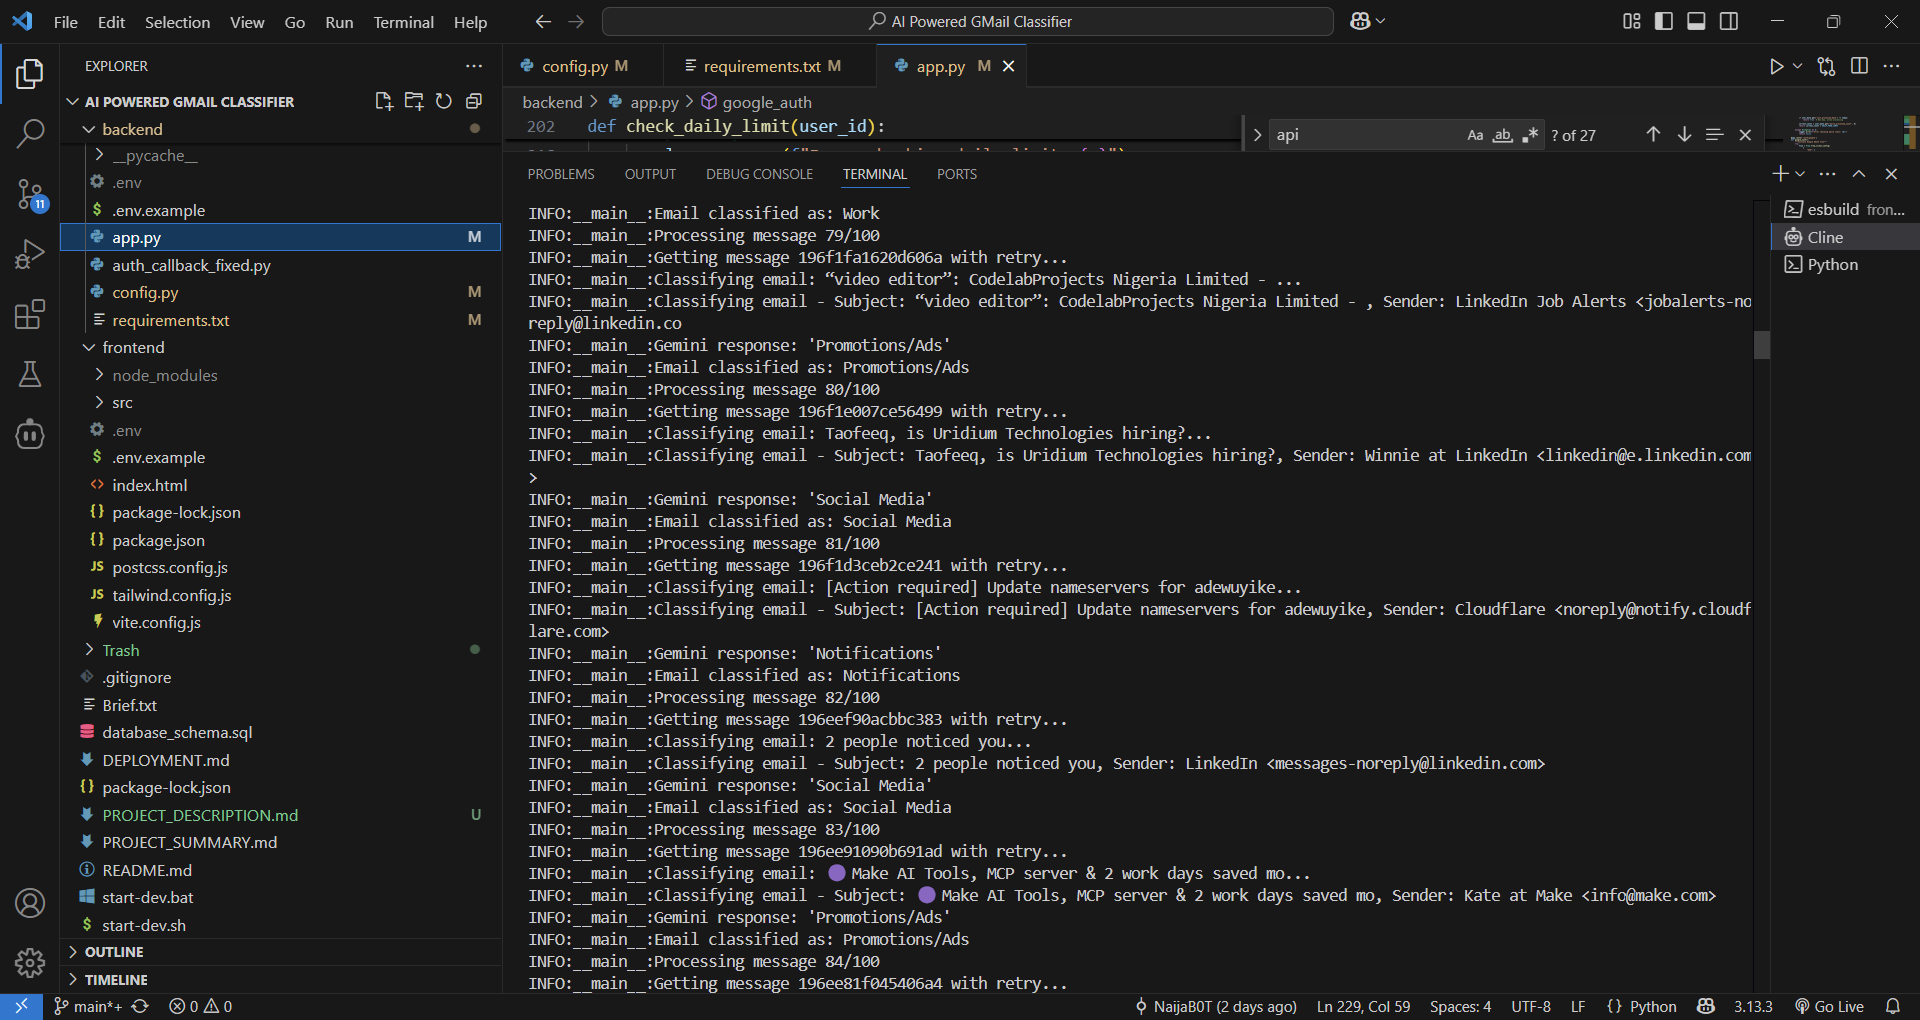 File Edit Selection View Go Run Terminal Help
AI Powered GMail Classifier
EXPLORER
AI POWERED GMAIL CLASSIFIER
backend
__pycache__
.env
$ .env.example
app.py M
auth_callback_fixed.py
config.py M
requirements.txt M
frontend
node_modules
src
.env
$ .env.example
<> index.html
{} package-lock.json
{} package.json
JS postcss.config.js
JS tailwind.config.js
vite.config.js
Trash
.gitignore
Brief.txt
database_schema.sql
DEPLOYMENT.md
{} package-lock.json
PROJECT_DESCRIPTION.md U
PROJECT_SUMMARY.md
README.md
start-dev.bat
$ start-dev.sh
OUTLINE
TIMELINE
11
config.py M
requirements.txt M
app.py M
backend > app.py > google_auth
202 def check_daily_limit(user_id):
api Aa ab ? of 27
PROBLEMS OUTPUT DEBUG CONSOLE TERMINAL PORTS
INFO:__main__:Email classified as: Work
INFO:__main__:Processing message 79/100
INFO:__main__:Getting message 196f1fa1620d606a with retry...
INFO:__main__:Classifying email: “video editor”: CodelabProjects Nigeria Limited - ...
INFO:__main__:Classifying email - Subject: “video editor”: CodelabProjects Nigeria Limited - , Sender: LinkedIn Job Alerts <jobalerts-no
reply@linkedin.co
INFO:__main__:Gemini response: 'Promotions/Ads'
INFO:__main__:Email classified as: Promotions/Ads
INFO:__main__:Processing message 80/100
INFO:__main__:Getting message 196f1e007ce56499 with retry...
INFO:__main__:Classifying email: Taofeeq, is Uridium Technologies hiring?...
INFO:__main__:Classifying email - Subject: Taofeeq, is Uridium Technologies hiring?, Sender: Winnie at LinkedIn <linkedin@e.linkedin.com
>
INFO:__main__:Gemini response: 'Social Media'
INFO:__main__:Email classified as: Social Media
INFO:__main__:Processing message 81/100
INFO:__main__:Getting message 196f1d3ceb2ce241 with retry...
INFO:__main__:Classifying email: [Action required] Update nameservers for adewuyike...
INFO:__main__:Classifying email - Subject: [Action required] Update nameservers for adewuyike, Sender: Cloudflare <noreply@notify.cloudf
lare.com>
INFO:__main__:Gemini response: 'Notifications'
INFO:__main__:Email classified as: Notifications
INFO:__main__:Processing message 82/100
INFO:__main__:Getting message 196eef90acbbc383 with retry...
INFO:__main__:Classifying email: 2 people noticed you...
INFO:__main__:Classifying email - Subject: 2 people noticed you, Sender: LinkedIn <messages-noreply@linkedin.com>
INFO:__main__:Gemini response: 'Social Media'
INFO:__main__:Email classified as: Social Media
INFO:__main__:Processing message 83/100
INFO:__main__:Getting message 196ee91090b691ad with retry...
INFO:__main__:Classifying email: 🟣 Make AI Tools, MCP server & 2 work days saved mo...
INFO:__main__:Classifying email - Subject: 🟣 Make AI Tools, MCP server & 2 work days saved mo, Sender: Kate at Make <info@make.com>
INFO:__main__:Gemini response: 'Promotions/Ads'
INFO:__main__:Email classified as: Promotions/Ads
INFO:__main__:Processing message 84/100
INFO:__main__:Getting message 196ee81f045406a4 with retry...
esbuild fron...
Cline
Python
main*+ 0 0
NaijaB0T (2 days ago) Ln 229, Col 59 Spaces: 4 UTF-8 LF {} Python 3.13.3 Go Live